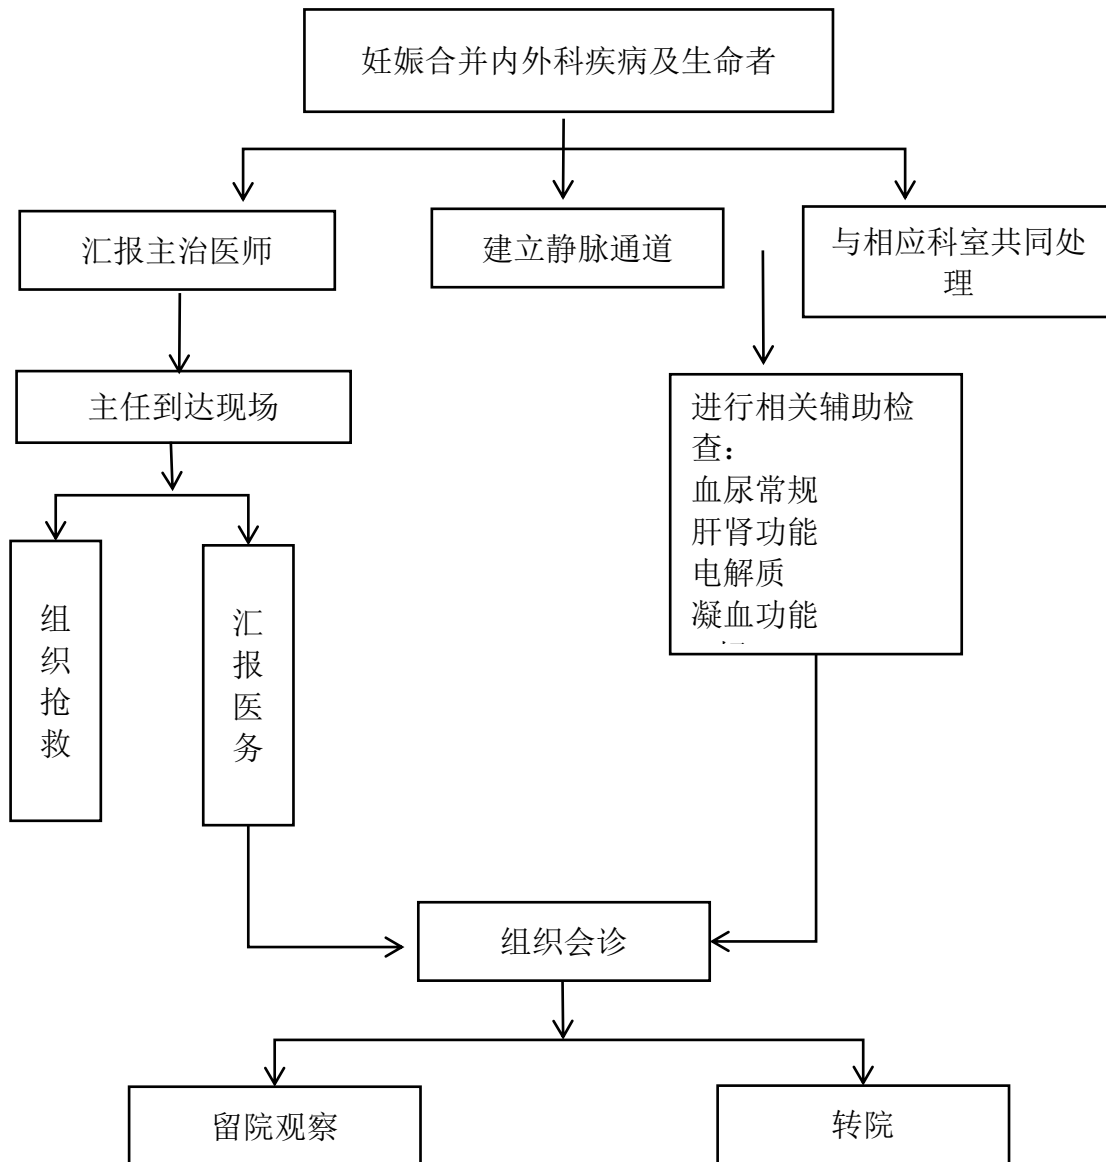 妊娠合并内外科疾病及生命者
汇报主治医师
建立静脉通道
与相应科室共同处
理
主任到达现场
进行相关辅助检
查：
血尿常规
肝肾功能
电解质
凝血功能
组
织
抢
救
汇
报
医
务
组织会诊
留院观察
转院